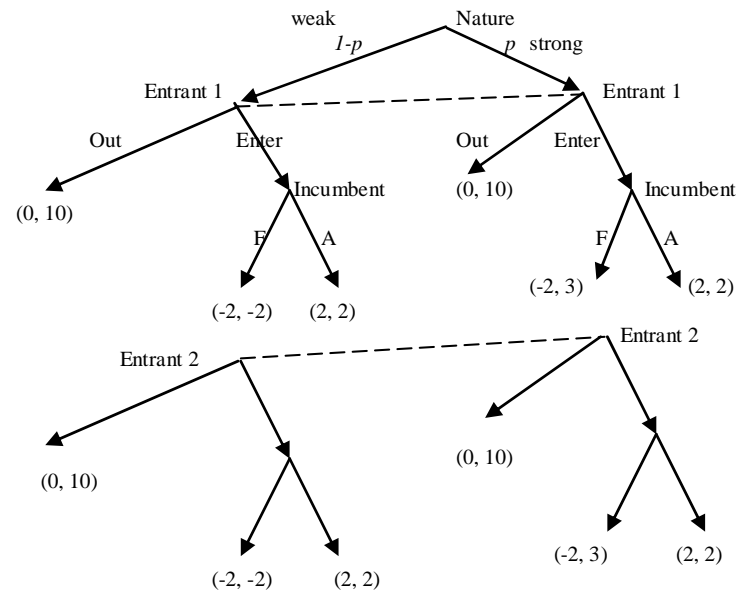 weak Nature
1-p p strong
Entrant 1 Entrant 1
Out Enter Out Enter
(0, 10) Incumbent (0, 10) Incumbent
F A F A
(-2, -2) (2, 2) (-2, 3) (2, 2)
Entrant 2 Entrant 2
(0, 10) (0, 10)
(-2, -2) (2, 2) (-2, 3) (2, 2)